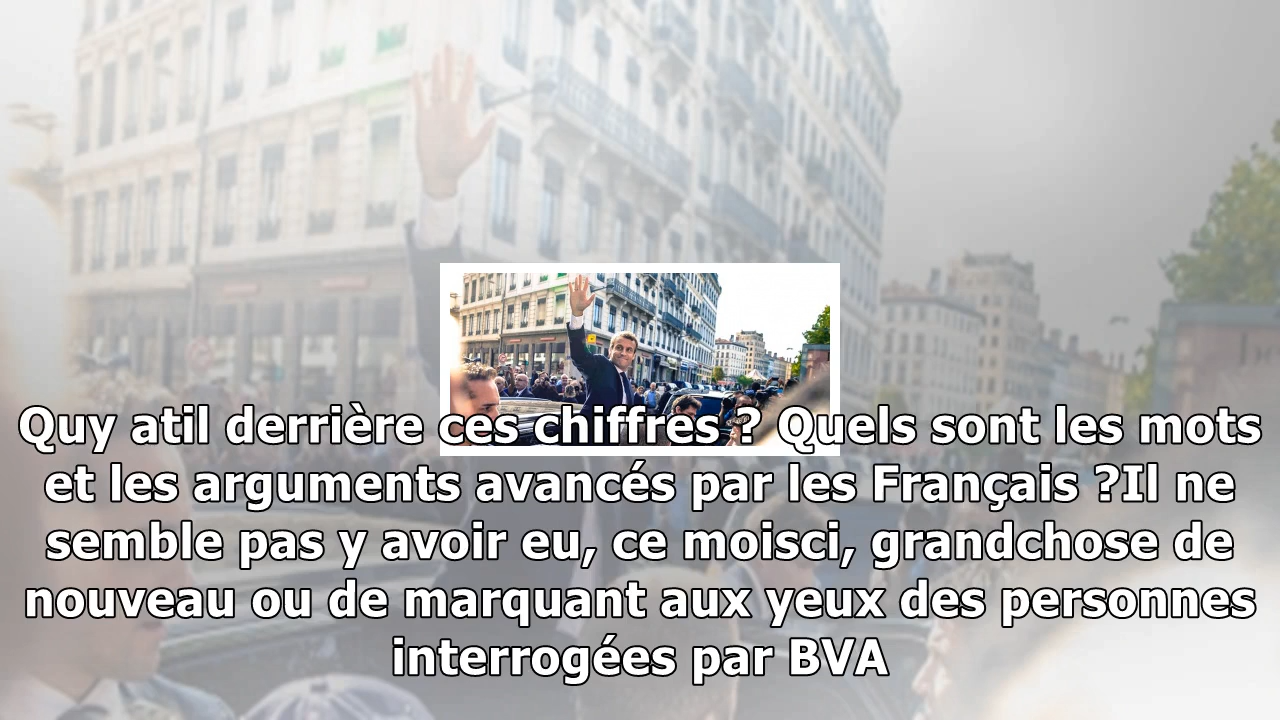 Quy atil derrière ces chiffres ? Quels sont les mots
et les arguments avancés par les Français ?Il ne
semble pas y avoir eu, ce moisci, grandchose de
nouveau ou de marquant aux yeux des personnes
interrogées par BVA